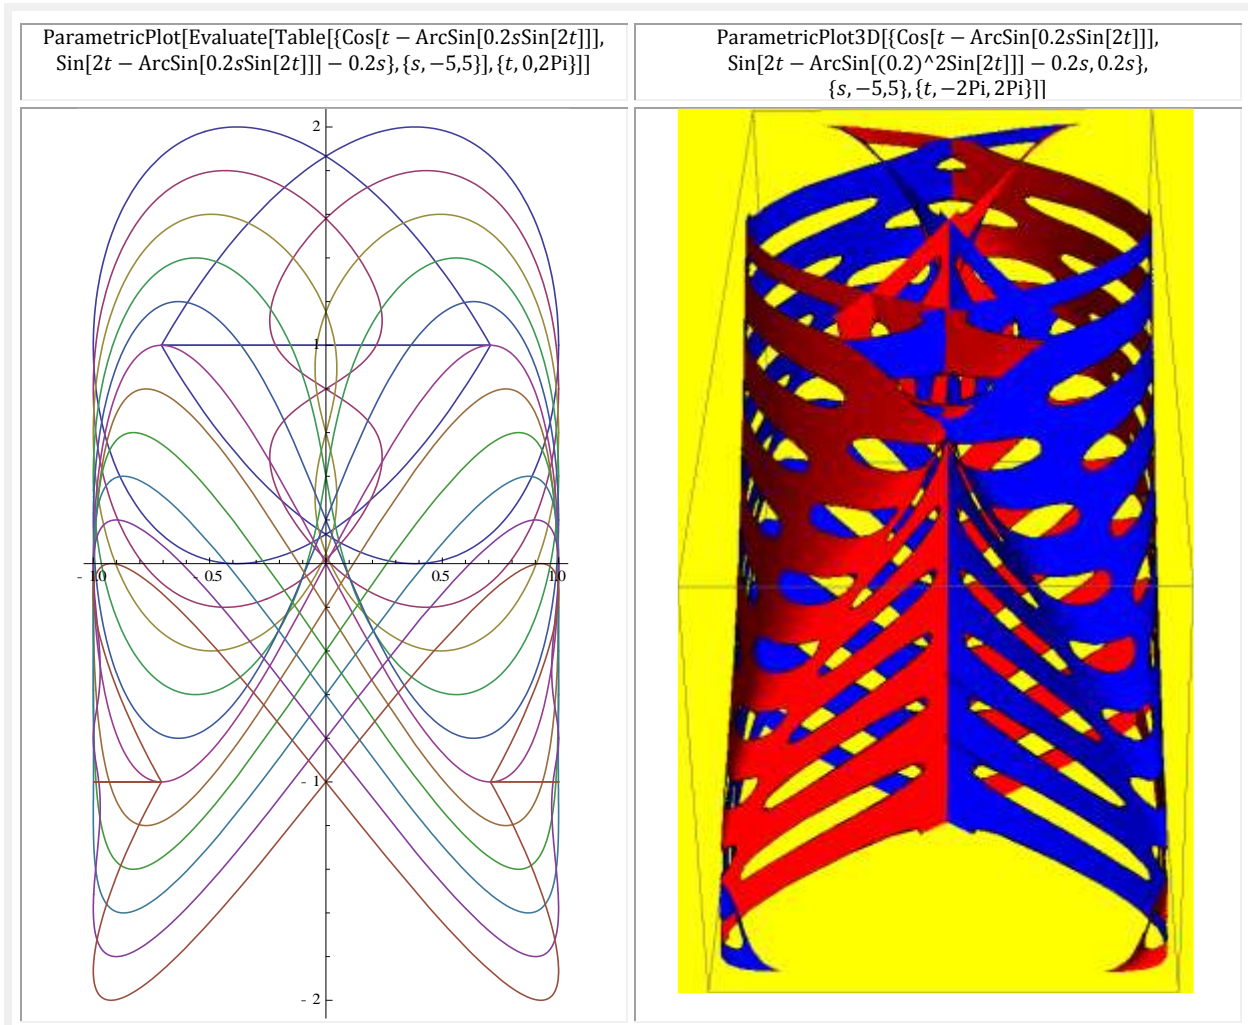 ParametricPlot[Evaluate[Table[{Cos[t − ArcSin[0.2sSin[2t]]],
Sin[2t − ArcSin[0.2sSin[2t]]] − 0.2s}, {s, −5,5}], {t, 0,2Pi}]]
ParametricPlot3D[{Cos[t − ArcSin[0.2sSin[2t]]],
Sin[2t − ArcSin[(0.2)^2Sin[2t]]] − 0.2s, 0.2s},
{s, −5,5}, {t, −2Pi, 2Pi}]]
2
1
- 1.0
- 0.5
0.5
1.0
- 1
- 2